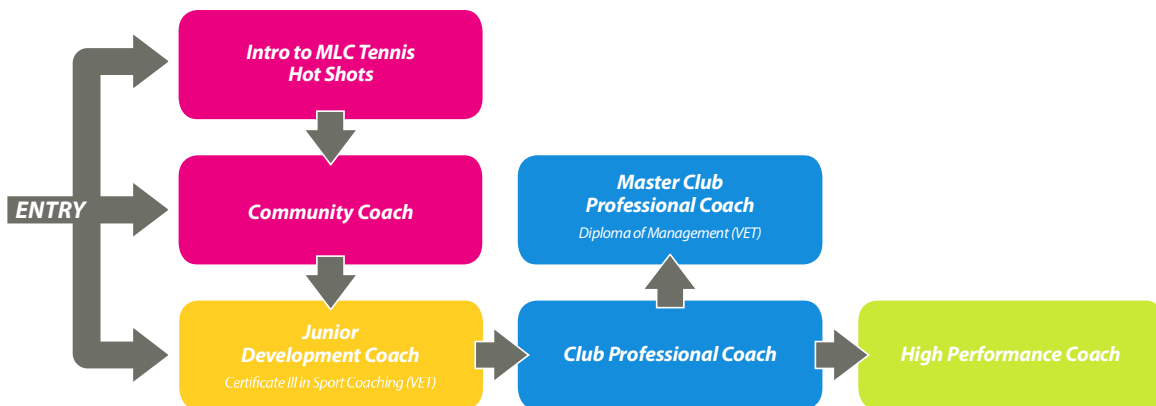 Intro to MLC Tennis
Hot Shots
ENTRY
Community Coach
Master Club
Professional Coach
Diploma of Management (VET)
Junior
Development Coach
Certificate III in Sport Coaching (VET)
Club Professional Coach
High Performance Coach